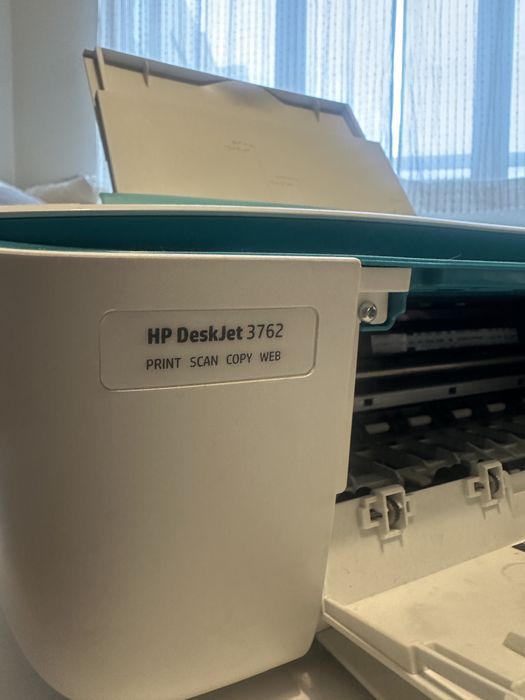 HP DeskJet 3762
PRINT SCAN COPY WEB